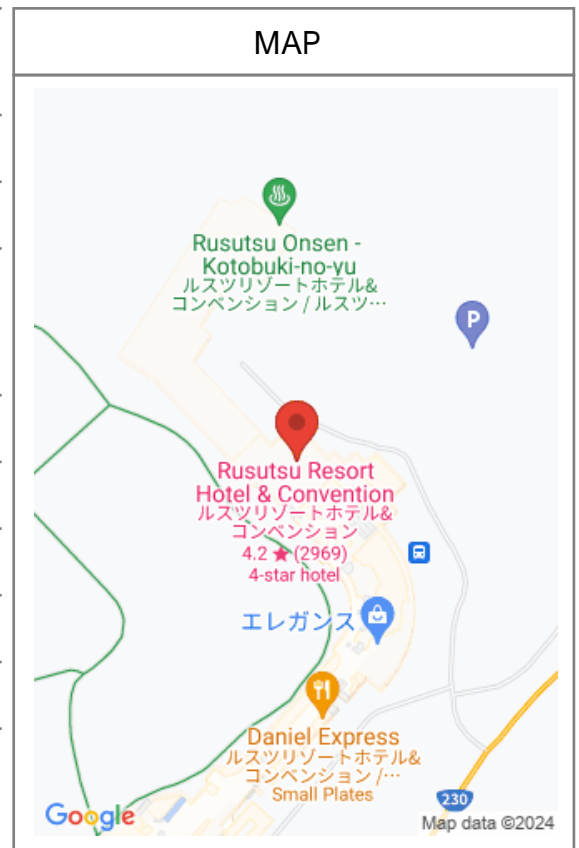 MAP
Rusutsu Onsen -
Kotobuki-no-yu
ルスツリゾートホテル&
コンベンション / ルスツ…
P
Rusutsu Resort
Hotel & Convention
ルスツリゾートホテル&
コンベンション
4.2 ★ (2969)
4-star hotel
エレガンス
Daniel Express
ルスツリゾートホテル&
コンベンション /…
Small Plates
230
Google
Map data ©2024